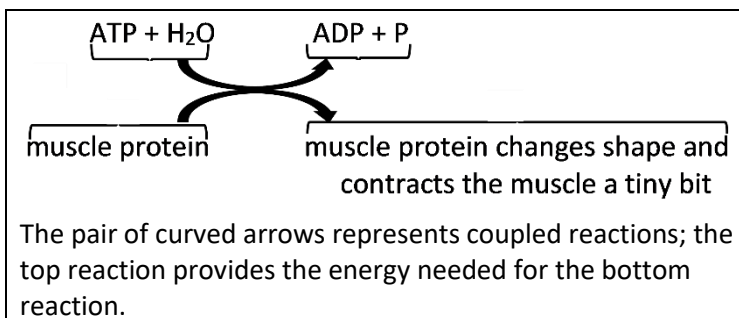 ATP + H₂O ADP + P
muscle protein muscle protein changes shape and
contracts the muscle a tiny bit
The pair of curved arrows represents coupled reactions; the
top reaction provides the energy needed for the bottom
reaction.